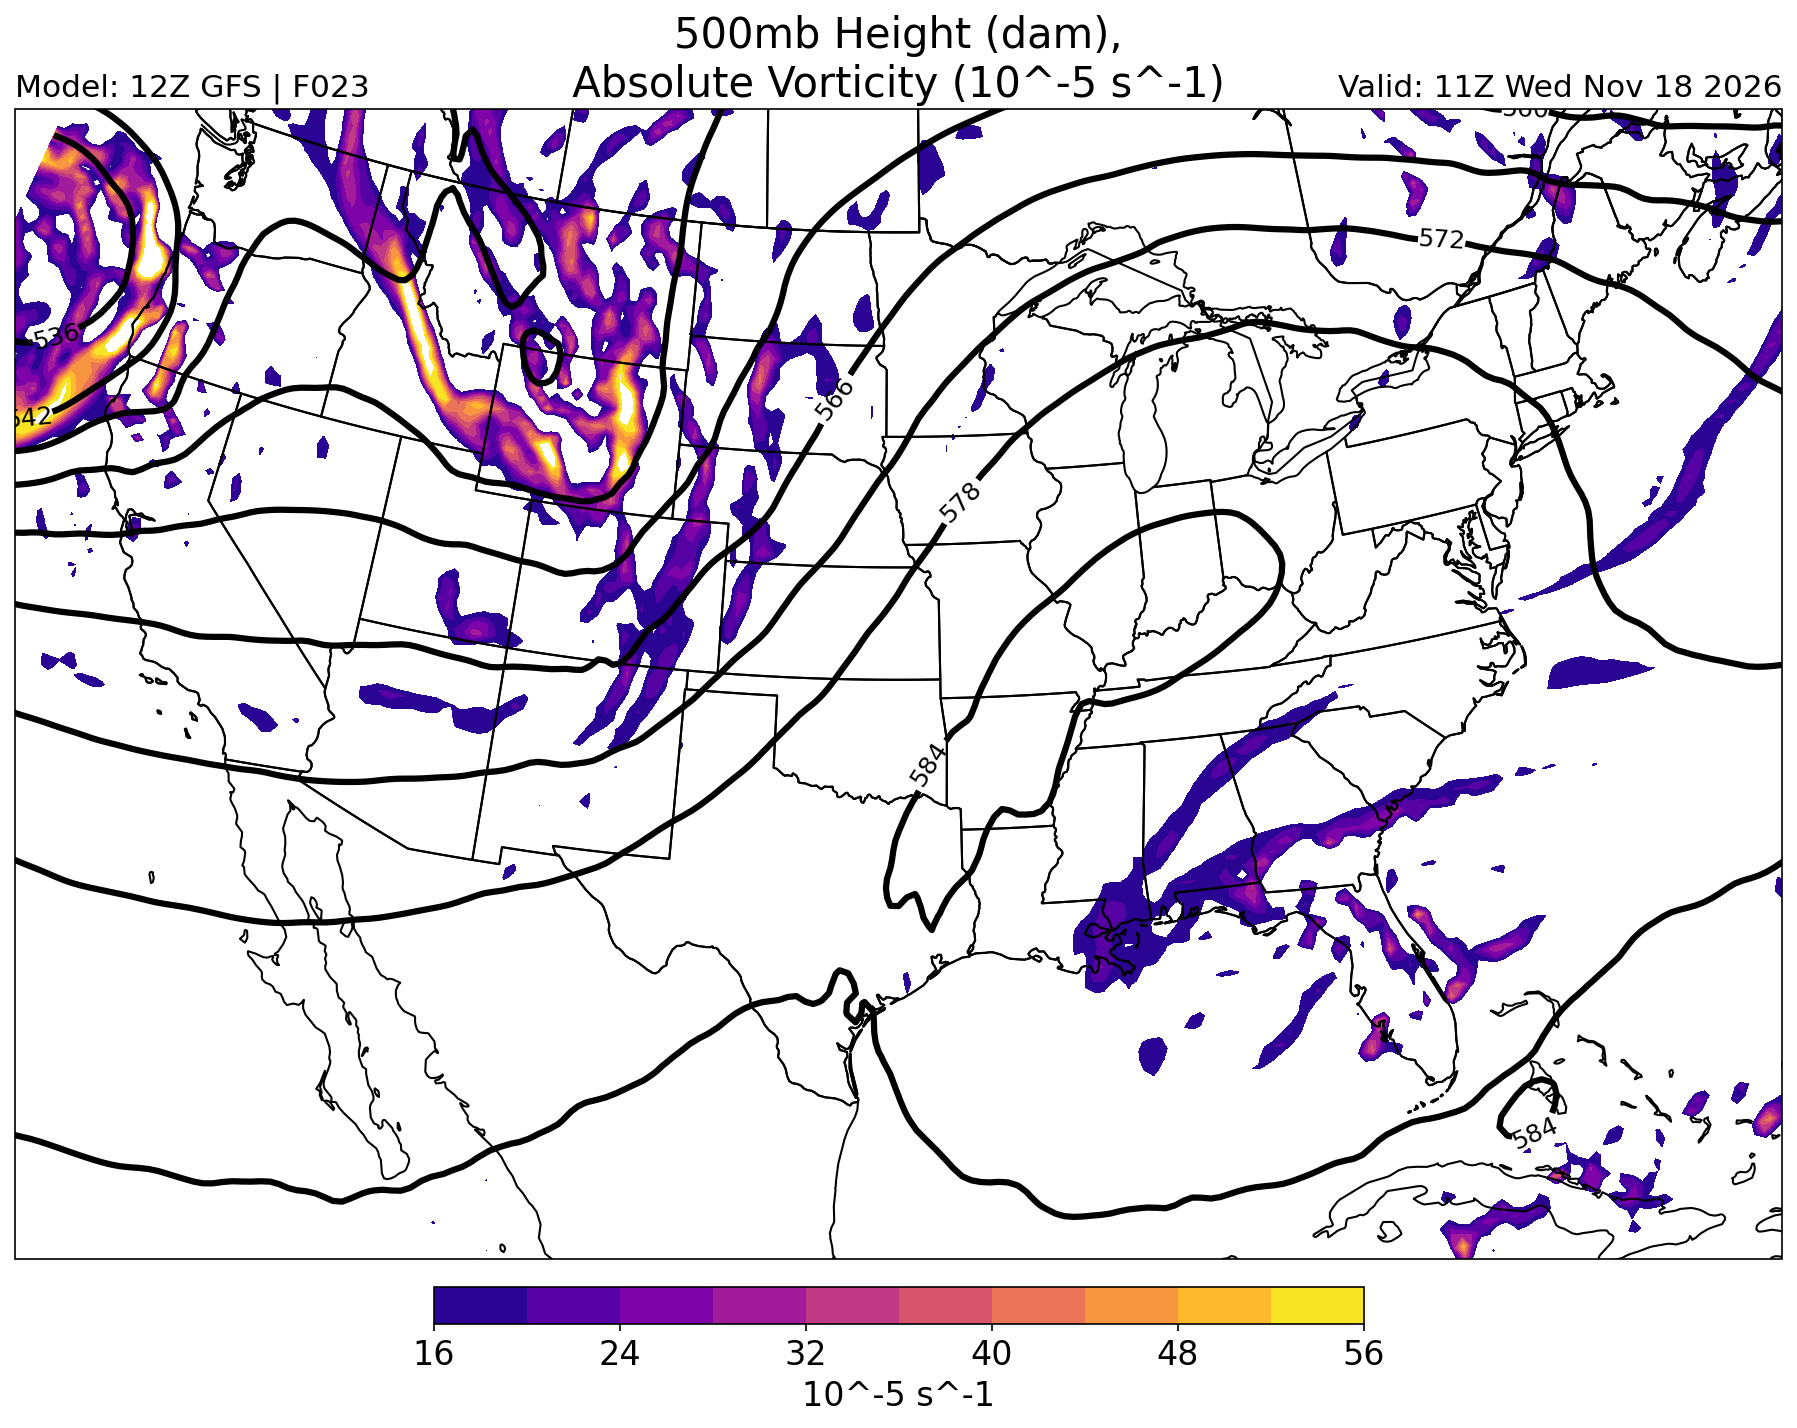 500mb Height (dam),
Model: 12Z GFS | F023
Absolute Vorticity (10^-5 s^-1)
Valid: 11Z Wed Nov 18 2026
560
572
536
542
566
578
584
584
16 24 32 40 48 56
10^-5 s^-1